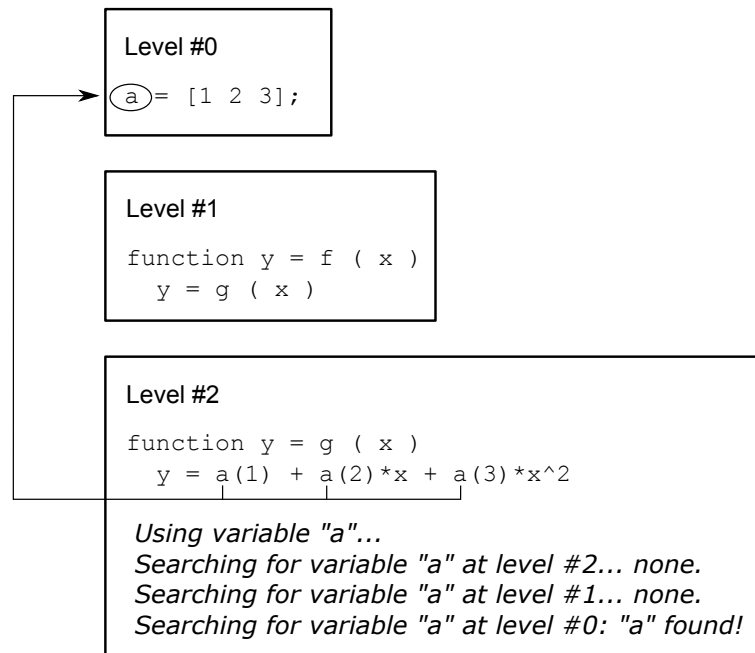 Level #0
a = [1 2 3];
Level #1
function y = f ( x )
y = g ( x )
Level #2
function y = g ( x )
y = a(1) + a(2)*x + a(3)*x^2
Using variable "a"...
Searching for variable "a" at level #2... none.
Searching for variable "a" at level #1... none.
Searching for variable "a" at level #0: "a" found!